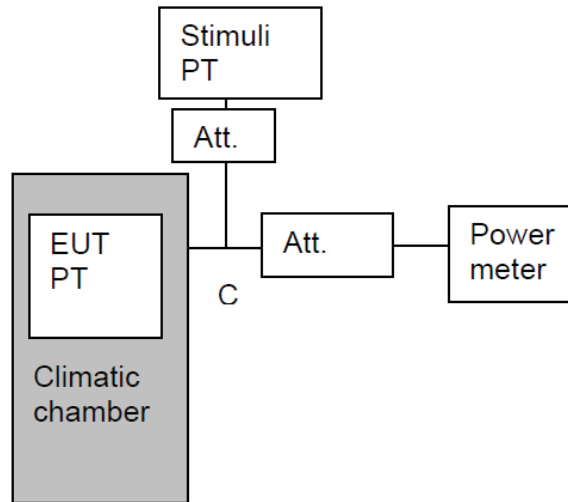 Stimuli
PT
Att.
EUT
PT
Att.
Power
meter
C
Climatic
chamber